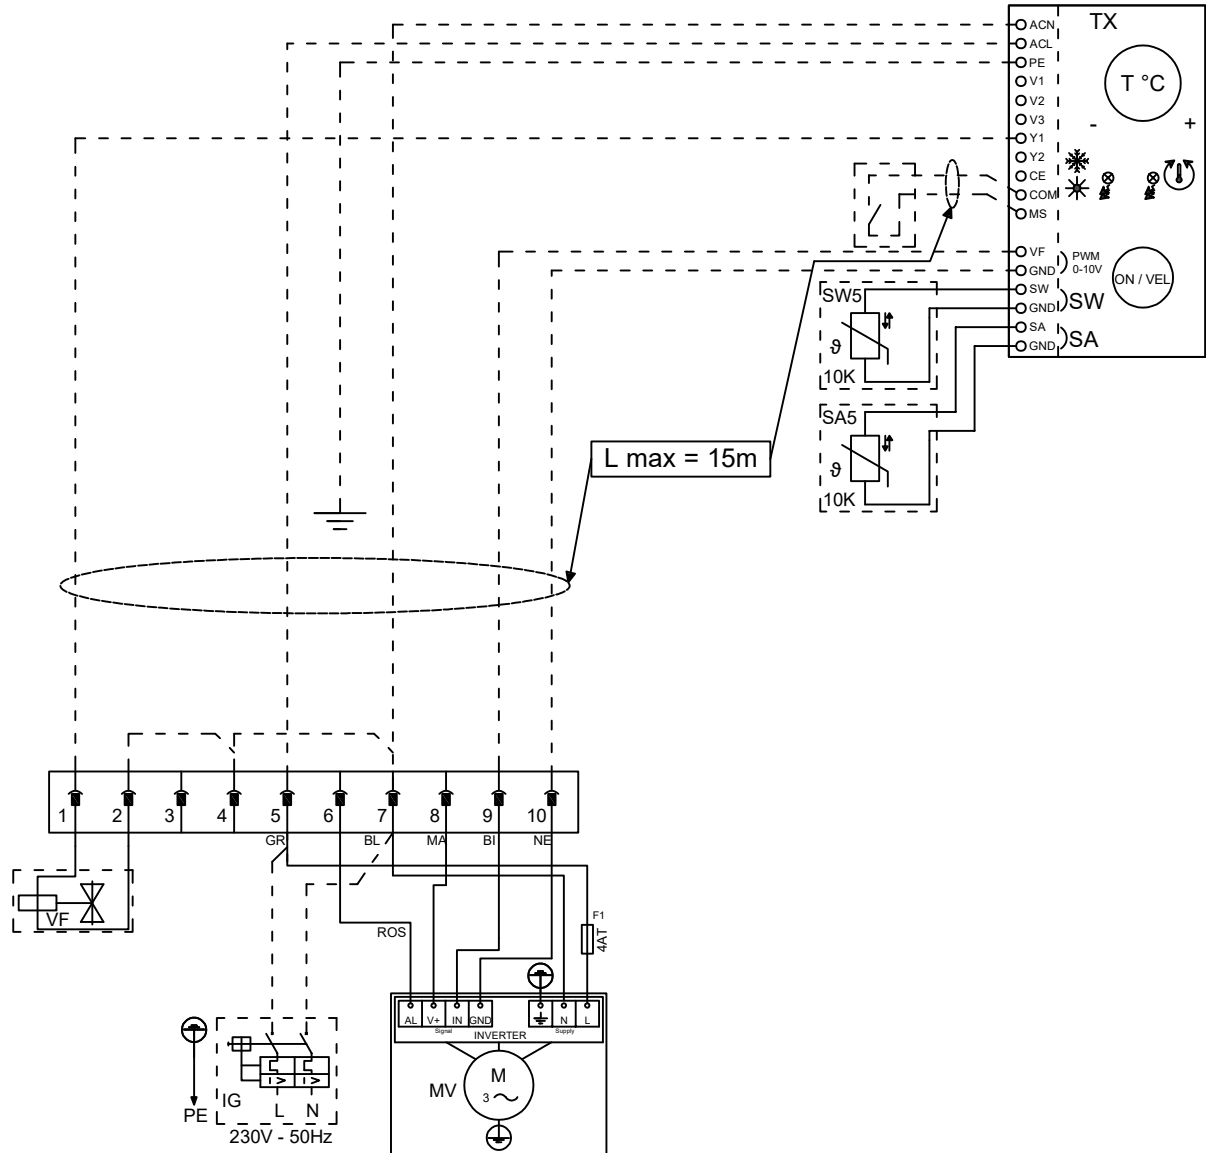 TX
ACN
ACL
PE
V1
V2
V3
Y1
Y2
CE
COM
MS
VF
GND
SW
GND
SA
GND
T °C
- +
PWM
0-10V
ON / VEL
SW
SA
SW5
ϑ
10K
SA5
ϑ
10K
L max = 15m
1 2 3 4 5 6 7 8 9 10
GR BL MA BI NE
VF
ROS
F1
4AT
AL V+ IN GND N L
Signal Supply
INVERTER
M
3
MV
PE
IG
I > I >
L N
230V - 50Hz